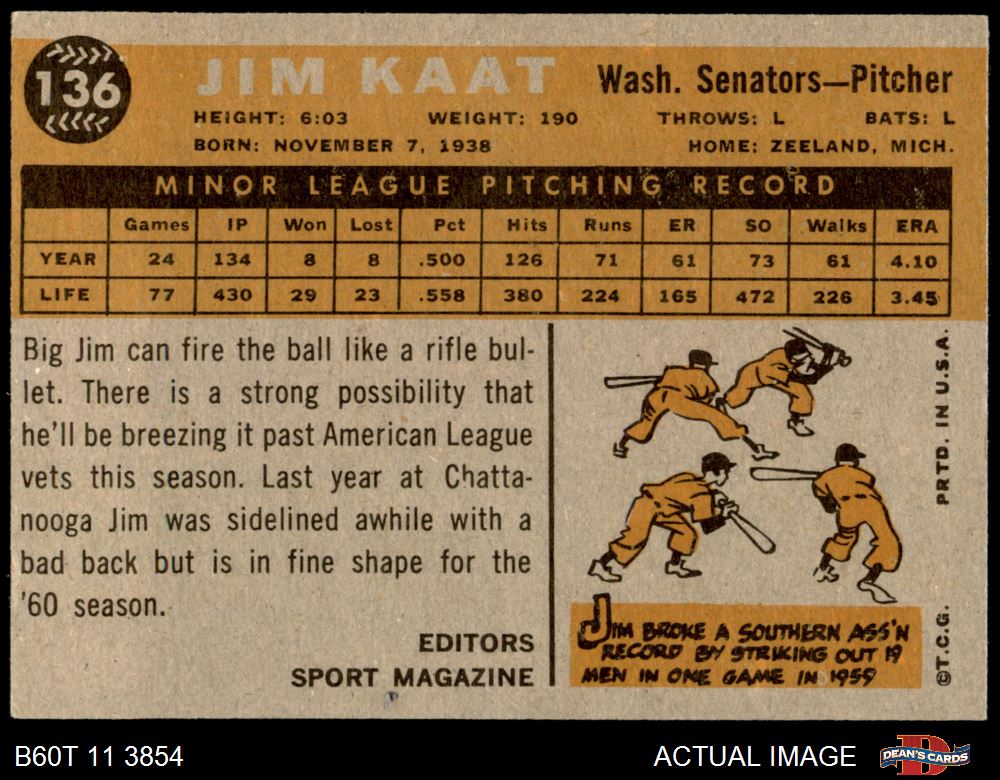 136
JIM KAAT
Wash. Senators—Pitcher
HEIGHT: 6:03 WEIGHT: 190 THROWS: L BATS: L
BORN: NOVEMBER 7, 1938 HOME: ZEELAND, MICH.
MINOR LEAGUE PITCHING RECORD
Games IP Won Lost Pct Hits Runs ER SO Walks ERA
YEAR 24 134 8 8 .500 126 71 61 73 61 4.10
LIFE 77 430 29 23 .558 380 224 165 472 226 3.45
Big Jim can fire the ball like a rifle bul-
let. There is a strong possibility that
he'll be breezing it past American League
vets this season. Last year at Chatta-
nooga Jim was sidelined awhile with a
bad back but is in fine shape for the
'60 season.
EDITORS
SPORT MAGAZINE
JIM BROKE A SOUTHERN ASS'N
RECORD BY STRIKING OUT 19
MEN IN ONE GAME IN 1959
©T.C.G. PRTD. IN U.S.A.
B60T 11 3854 ACTUAL IMAGE DEAN'S CARDS